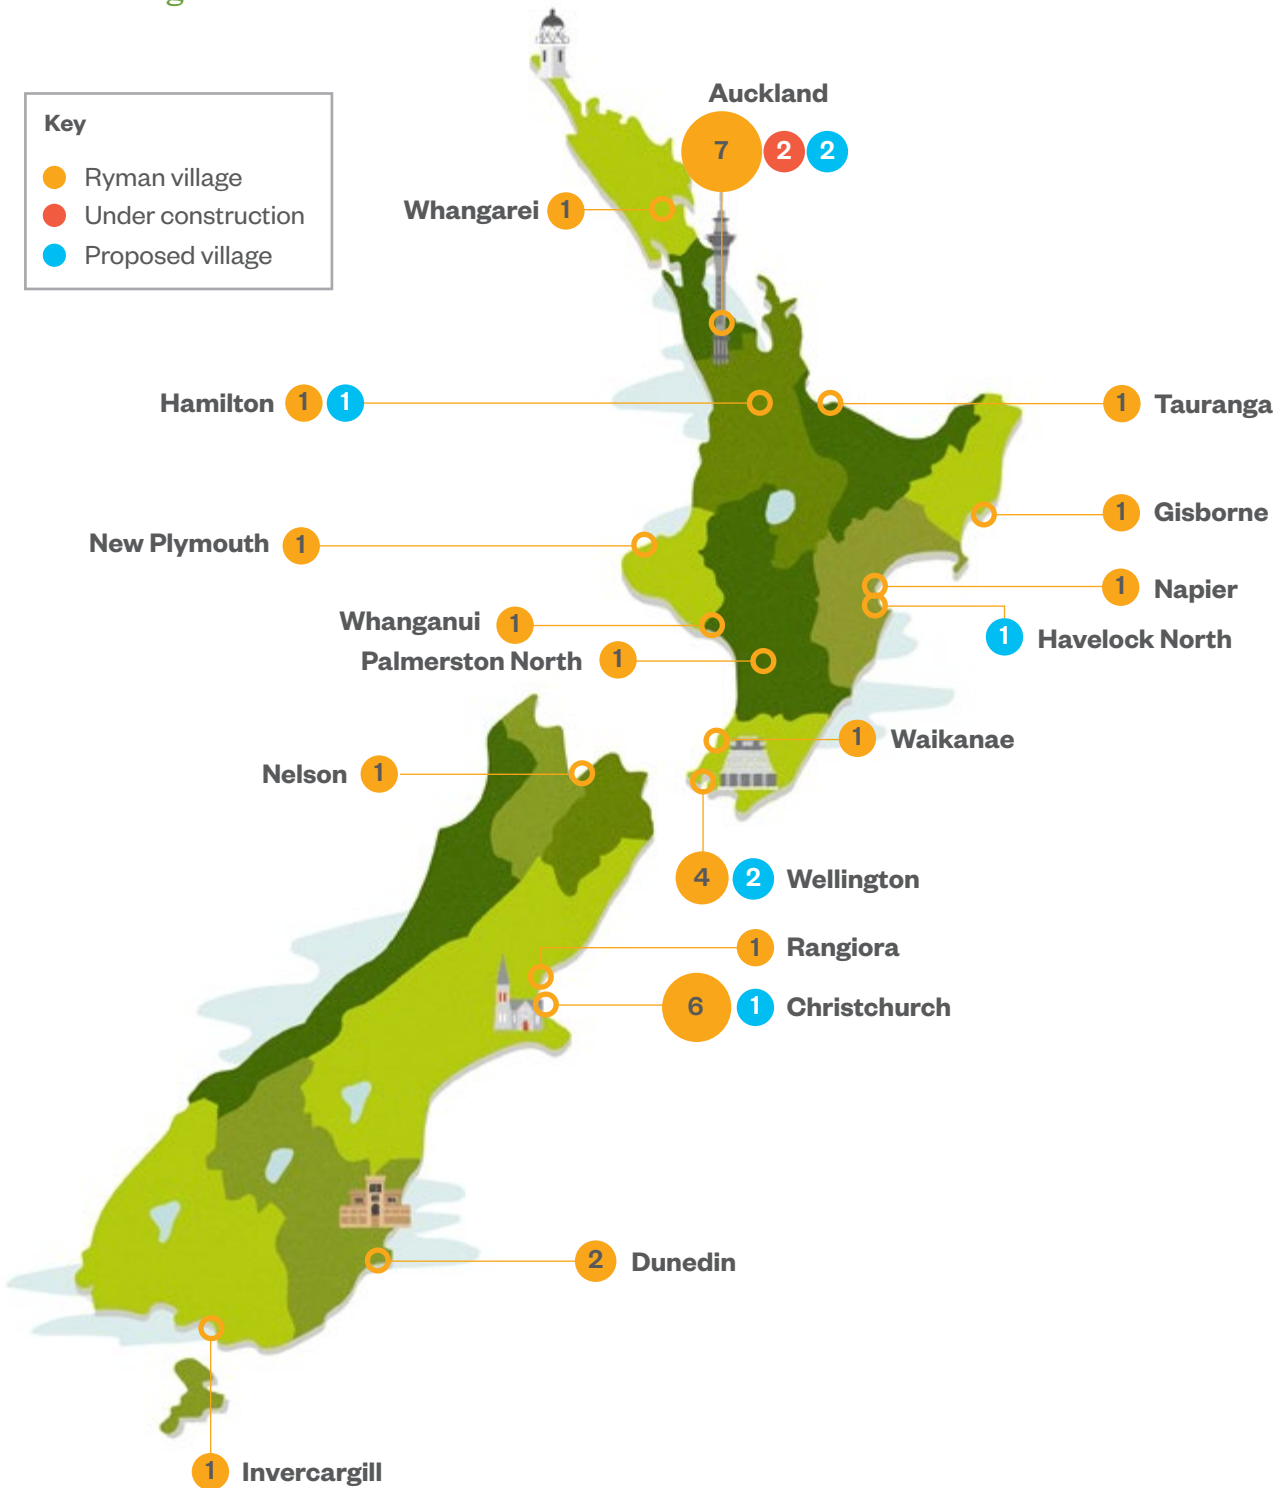 Key
Ryman village
Under construction
Proposed village
Auckland
7 2 2
Whangarei 1
Hamilton 1 1
1 Tauranga
1 Gisborne
New Plymouth 1
1 Napier
Whanganui 1
1 Havelock North
Palmerston North 1
1 Waikanae
Nelson 1
4 2 Wellington
1 Rangiora
6 1 Christchurch
2 Dunedin
1 Invercargill